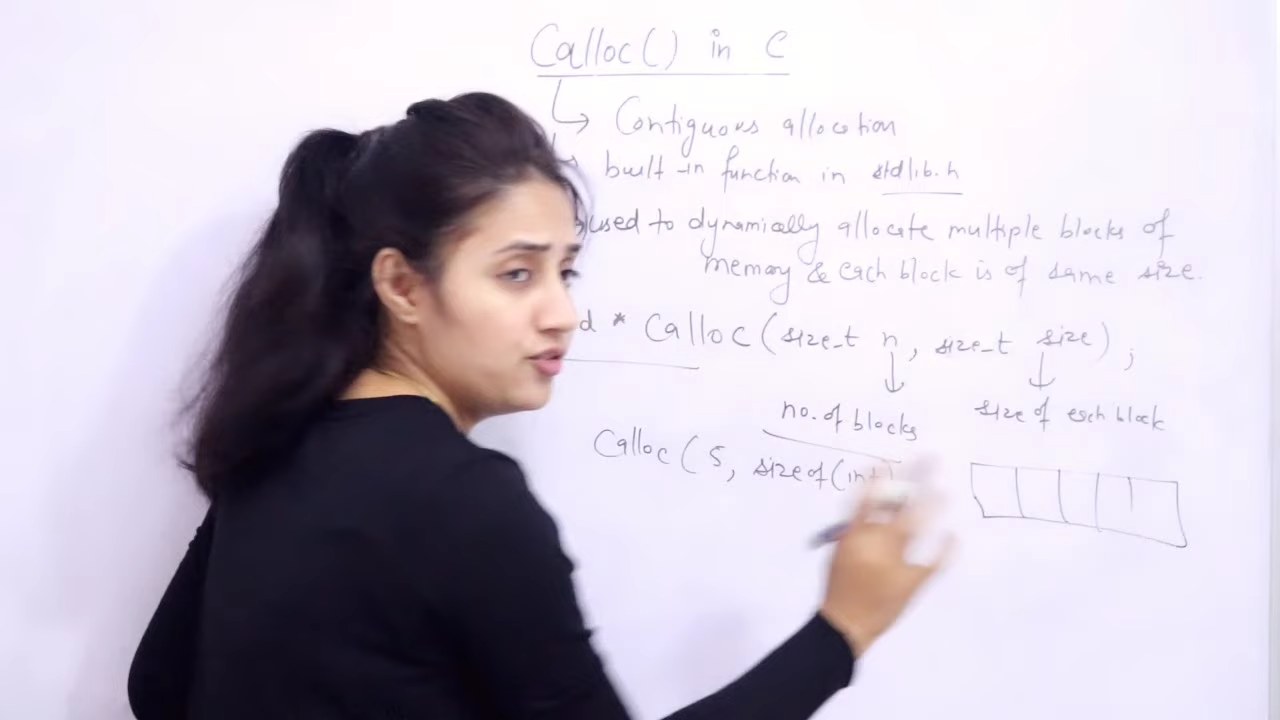 Calloc() in C
Contiguous allocation
built-in function in stdlib.h
used to dynamically allocate multiple blocks of
memory & each block is of same size.
d * Calloc (size_t n, size_t size) ;
no. of blocks size of each block
Calloc ( 5, sizeof(int)